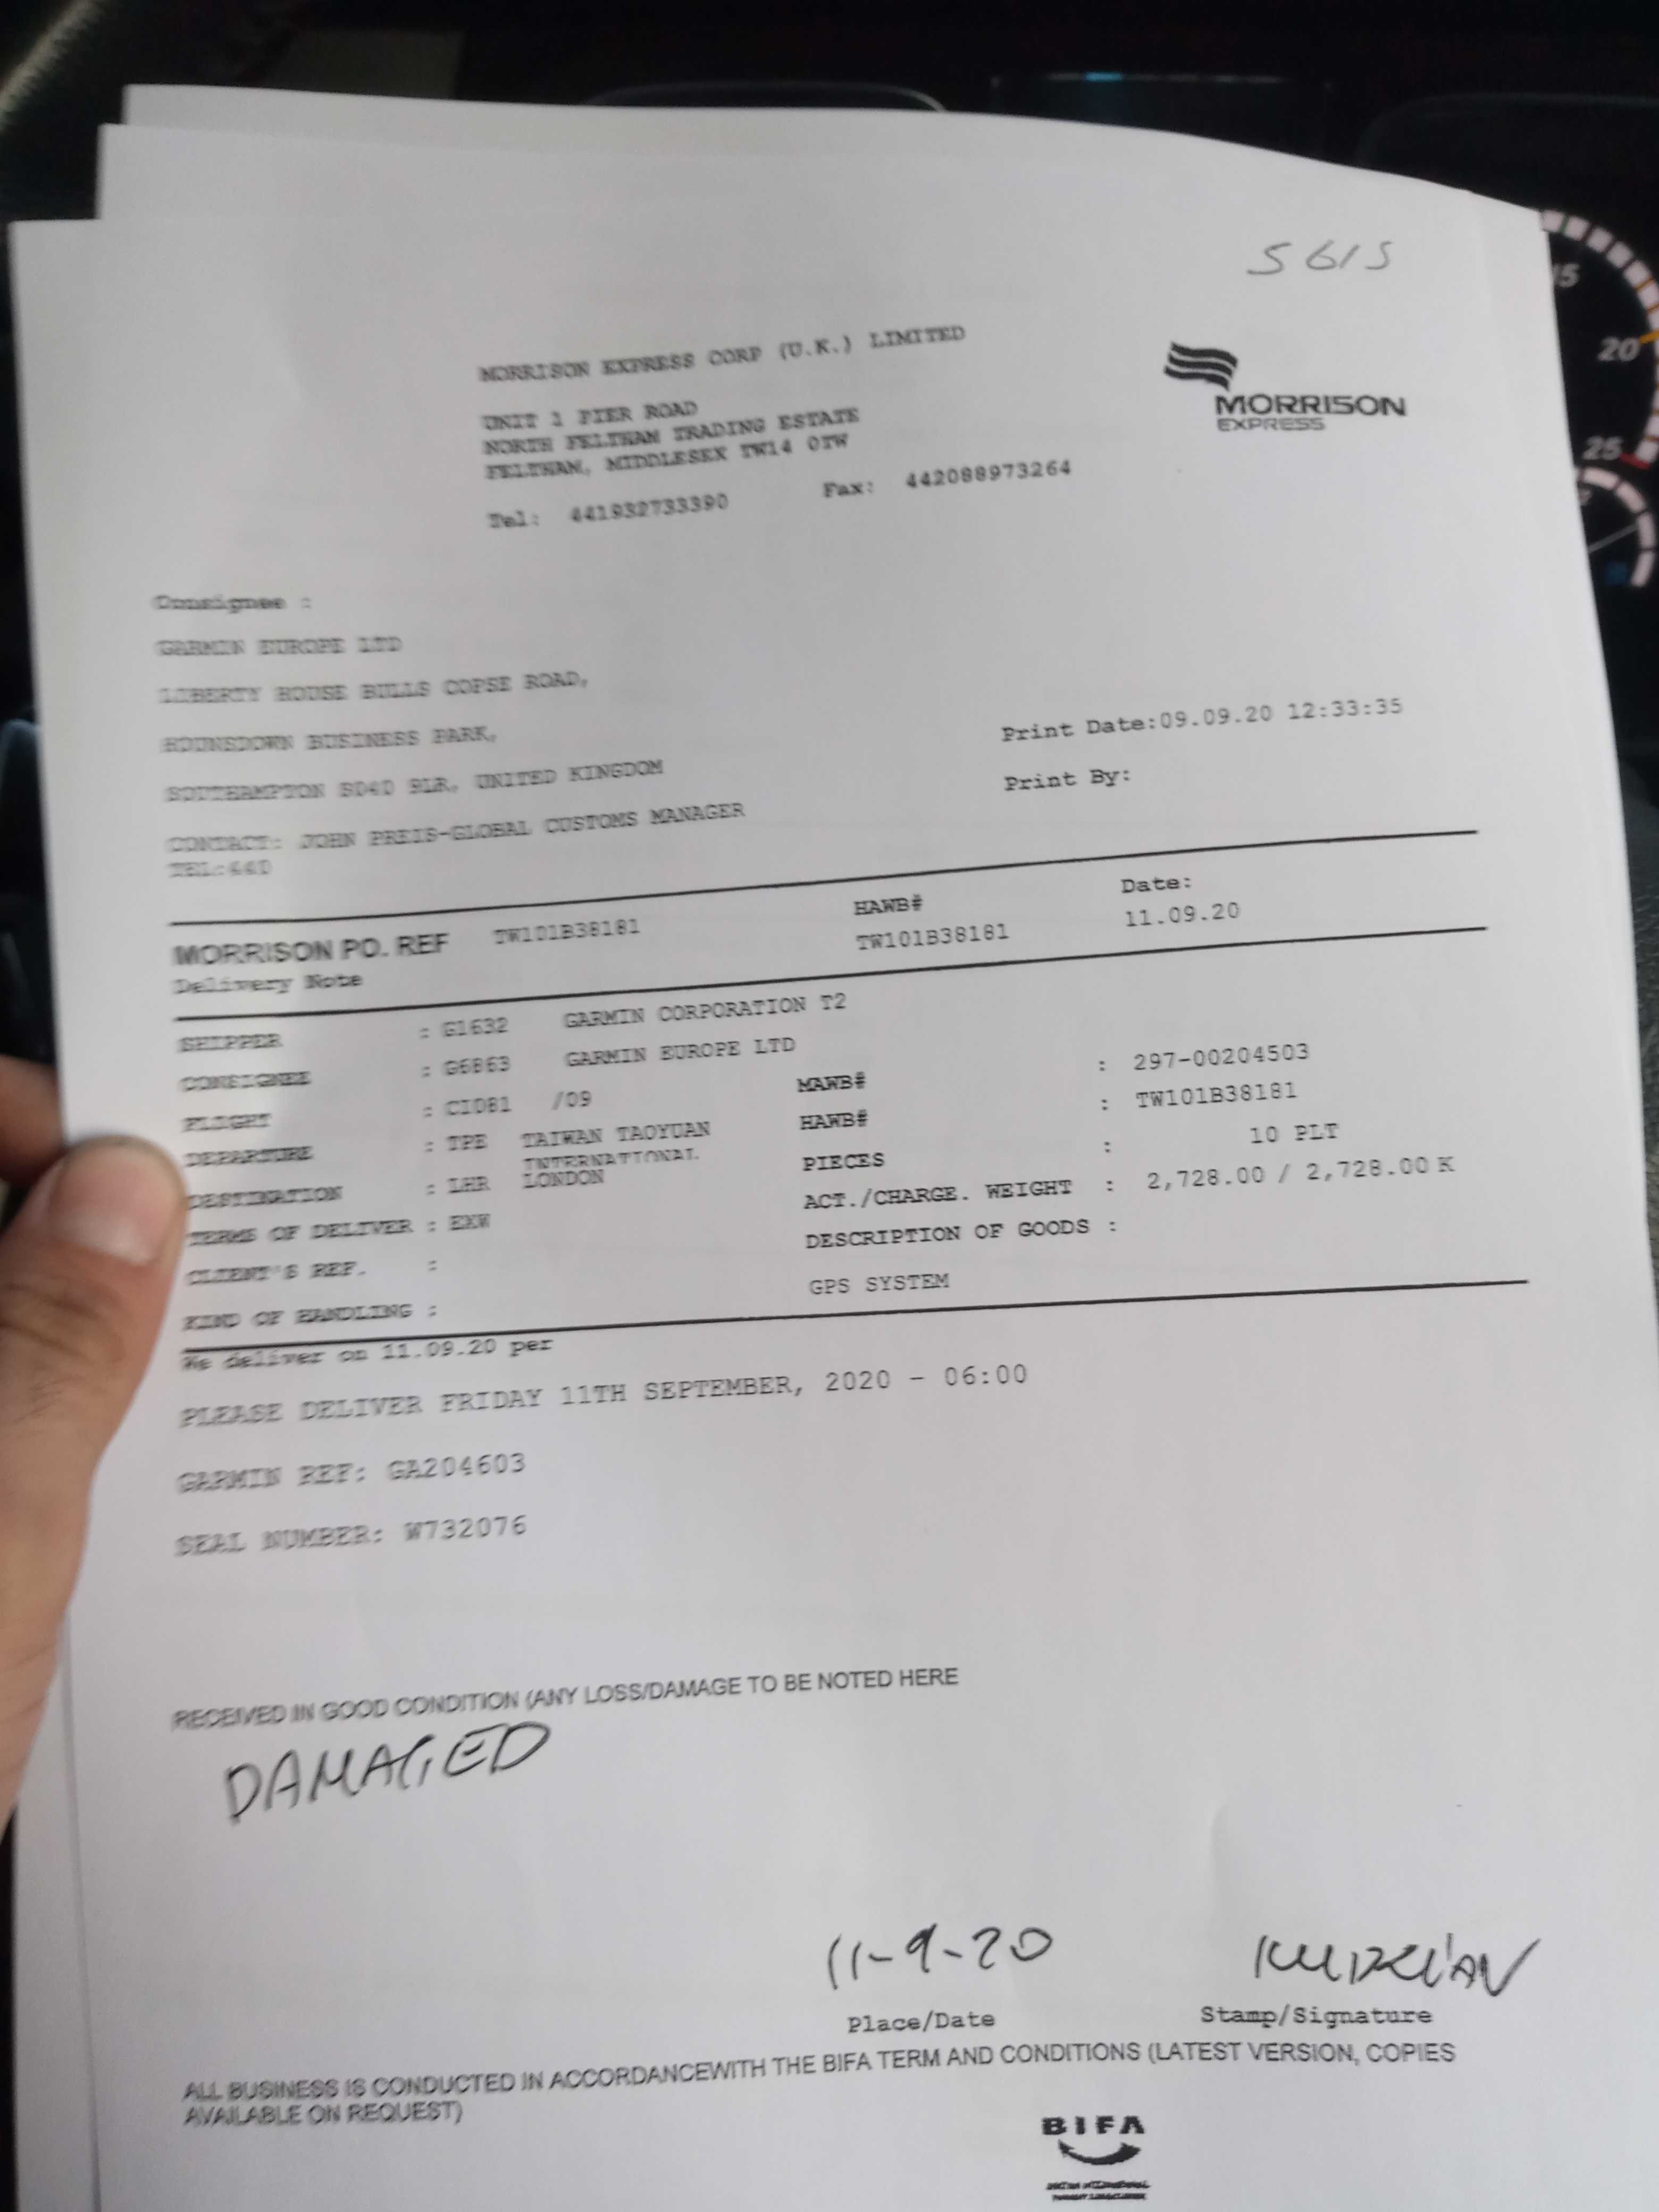 5615
MORRISON EXPRESS CORP (U.K.) LIMITED
MORRISON
EXPRESS
UNIT 1 PIER ROAD
NORTH FELTHAM TRADING ESTATE
FELTHAM, MIDDLESEX TW14 0TW
Tel: 441932733390 Fax: 442088973264
Consignee :
GARMIN EUROPE LTD
LIBERTY HOUSE BULLS COPSE ROAD,
HOUNSDOWN BUSINESS PARK,
SOUTHAMPTON SO40 9LR, UNITED KINGDOM
CONTACT: JOHN PREIS-GLOBAL CUSTOMS MANAGER
TEL:440
Print Date:09.09.20 12:33:35
Print By:
MORRISON PO. REF TW101B38181 HAWB# Date:
Delivery Note TW101B38181 11.09.20
SHIPPER : G1632 GARMIN CORPORATION T2
CONSIGNEE : G6863 GARMIN EUROPE LTD
FLIGHT : CI081 /09 MAWB# : 297-00204503
DEPARTURE : TPE TAIWAN TAOYUAN INTERNATIONAL HAWB# : TW101B38181
DESTINATION : LHR LONDON PIECES : 10 PLT
TERMS OF DELIVER : EXW ACT./CHARGE. WEIGHT : 2,728.00 / 2,728.00 K
CLIENT'S REF. : DESCRIPTION OF GOODS :
KIND OF HANDLING : GPS SYSTEM
We deliver on 11.09.20 per
PLEASE DELIVER FRIDAY 11TH SEPTEMBER, 2020 - 06:00
GARMIN REF: GA204603
SEAL NUMBER: W732076
RECEIVED IN GOOD CONDITION (ANY LOSS/DAMAGE TO BE NOTED HERE
DAMAGED
11-9-20
Place/Date Stamp/Signature
ALL BUSINESS IS CONDUCTED IN ACCORDANCEWITH THE BIFA TERM AND CONDITIONS (LATEST VERSION, COPIES
AVAILABLE ON REQUEST)
BIFA
15
20
25